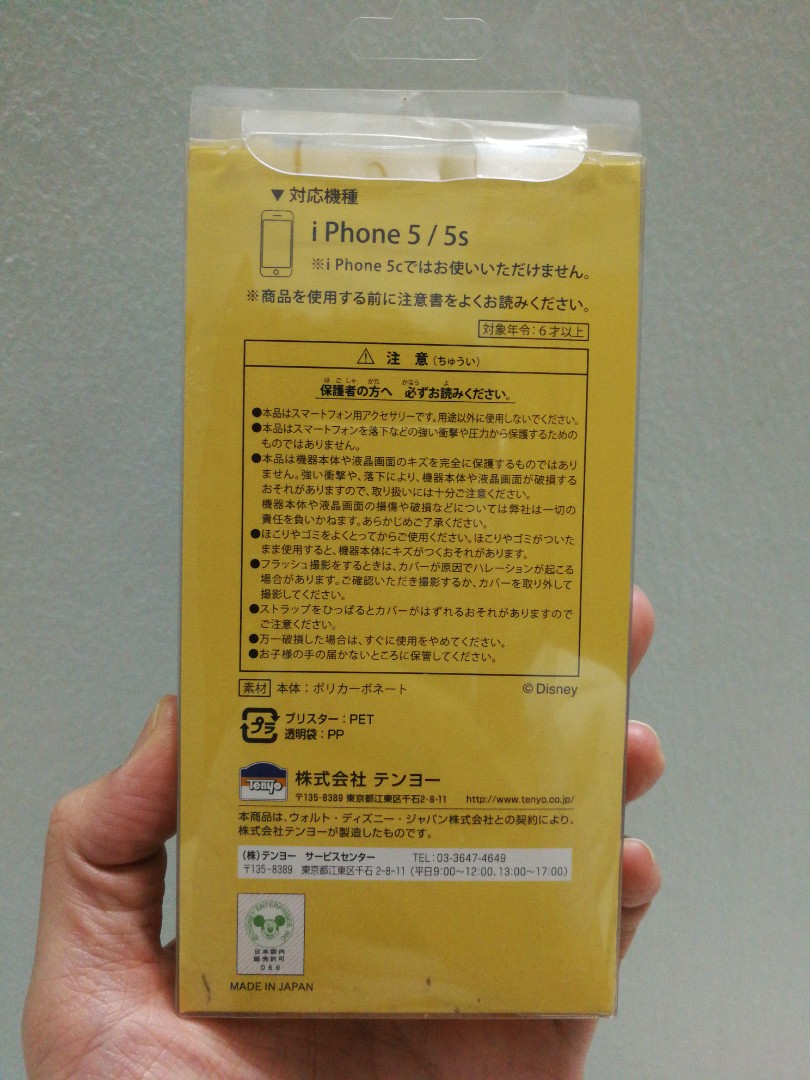 ▼対応機種
i Phone 5 / 5s
※i Phone 5cではお使いいただけません。
※商品を使用する前に注意書をよくお読みください。
対象年令：6才以上
⚠ 注 意（ちゅうい）
ほごしゃ かた かなら よ
保護者の方へ 必ずお読みください。
●本品はスマートフォン用アクセサリーです。用途以外に使用しないでください。
●本品はスマートフォンを落下などの強い衝撃や圧力から保護するための
ものではありません。
●本品は機器本体や液晶画面のキズを完全に保護するものではあり
ません。強い衝撃や、落下により、機器本体や液晶画面が破損する
おそれがありますので、取り扱いには十分ご注意ください。
機器本体や液晶画面の損傷や破損などについては弊社は一切の
責任を負いかねます。あらかじめご了承ください。
●ほこりやゴミをよくとってからご使用ください。ほこりやゴミがついた
まま使用すると、機器本体にキズがつくおそれがあります。
●フラッシュ撮影をするときは、カバーが原因でハレーションが起こる
場合があります。ご確認いただき撮影するか、カバーを取り外して
撮影してください。
●ストラップをひっぱるとカバーがはずれるおそれがありますので
ご注意ください。
●万一破損した場合は、すぐに使用をやめてください。
●お子様の手の届かないところに保管してください。
素材 本体：ポリカーボネート
©Disney
プラ
ブリスター：PET
透明袋：PP
Tenyo
株式会社 テンヨー
〒135-8389 東京都江東区千石2-8-11 http://www.tenyo.co.jp/
本商品は、ウォルト・ディズニー・ジャパン株式会社との契約により、
株式会社テンヨーが製造したものです。
(株)テンヨー サービスセンター TEL：03-3647-4649
〒135-8389 東京都江東区千石 2-8-11（平日9:00〜12:00、13:00〜17:00）
©DISNEY ENTERPRISES, INC.
日本国内
販売許可
066
MADE IN JAPAN